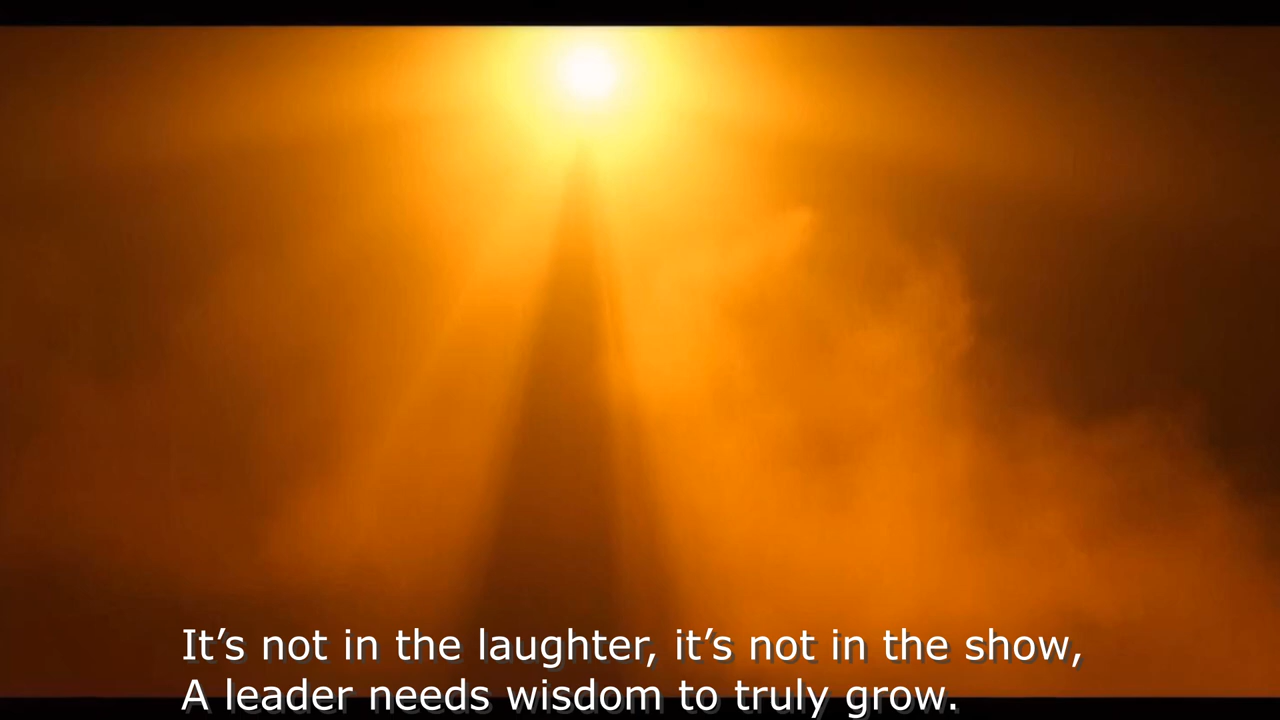 It’s not in the laughter, it’s not in the show,
A leader needs wisdom to truly grow.